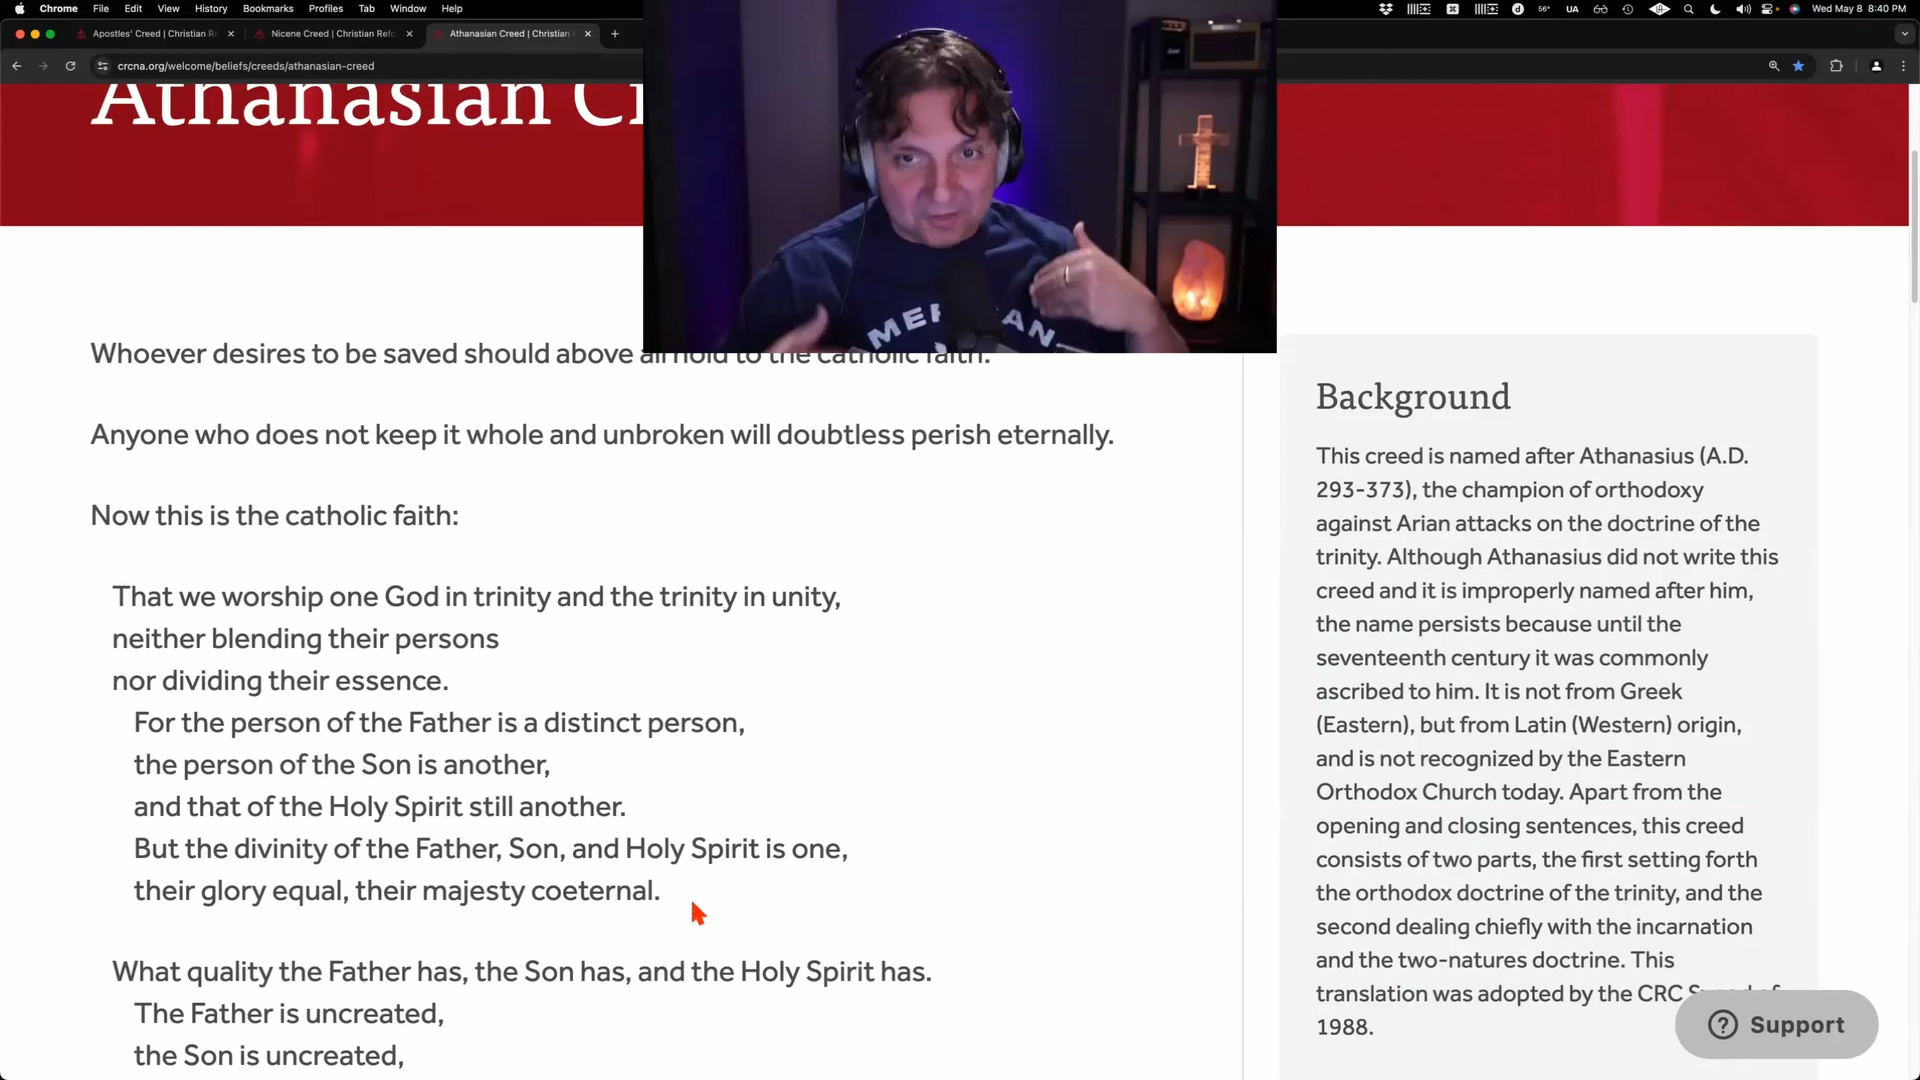 Chrome File Edit View History Bookmarks Profiles Tab Window Help
56° UA Wed May 8 8:40 PM
Apostles' Creed | Christian Re Nicene Creed | Christian Refo Athanasian Creed | Christian
crcna.org/welcome/beliefs/creeds/athanasian-creed
Athanasian
Whoever desires to be saved should above all hold to the catholic faith.
Anyone who does not keep it whole and unbroken will doubtless perish eternally.
Now this is the catholic faith:
That we worship one God in trinity and the trinity in unity,
neither blending their persons
nor dividing their essence.
For the person of the Father is a distinct person,
the person of the Son is another,
and that of the Holy Spirit still another.
But the divinity of the Father, Son, and Holy Spirit is one,
their glory equal, their majesty coeternal.
What quality the Father has, the Son has, and the Holy Spirit has.
The Father is uncreated,
the Son is uncreated,
Background
This creed is named after Athanasius (A.D.
293-373), the champion of orthodoxy
against Arian attacks on the doctrine of the
trinity. Although Athanasius did not write this
creed and it is improperly named after him,
the name persists because until the
seventeenth century it was commonly
ascribed to him. It is not from Greek
(Eastern), but from Latin (Western) origin,
and is not recognized by the Eastern
Orthodox Church today. Apart from the
opening and closing sentences, this creed
consists of two parts, the first setting forth
the orthodox doctrine of the trinity, and the
second dealing chiefly with the incarnation
and the two-natures doctrine. This
translation was adopted by the CRC
1988.
Support